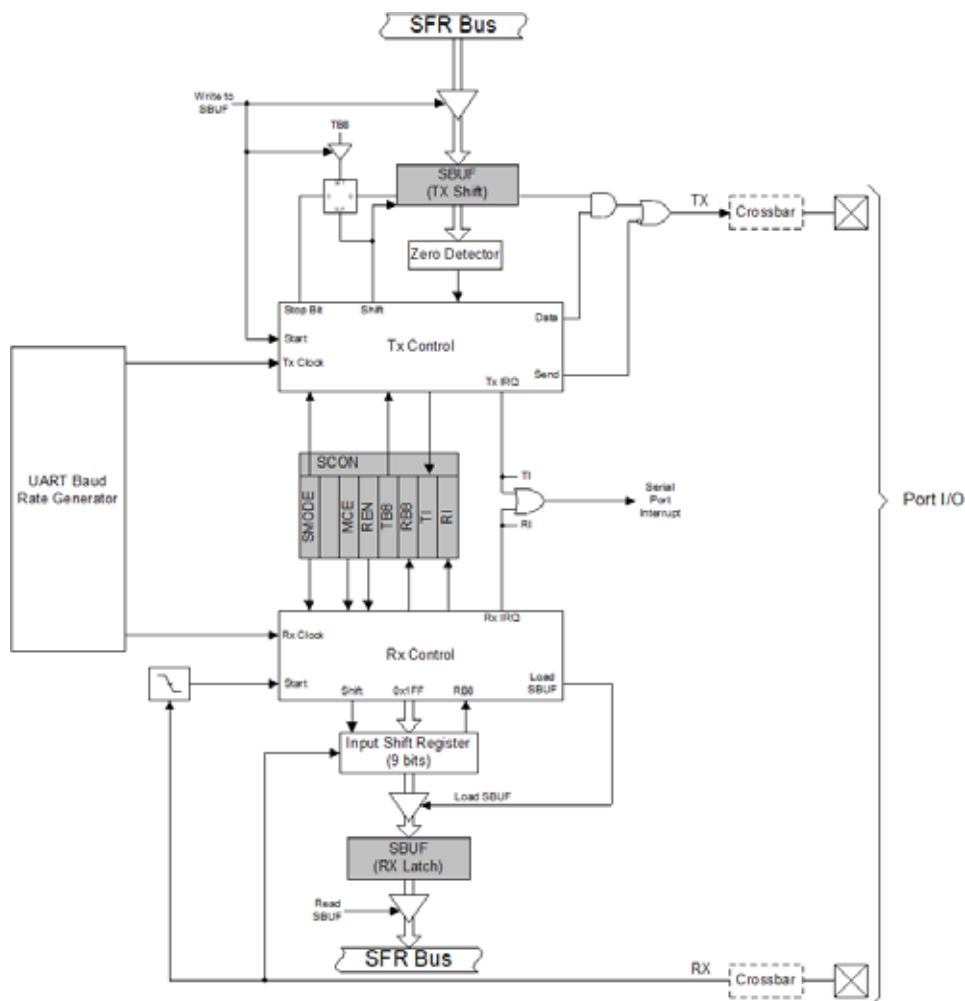 SFR Bus
Write to
SBUF
TB8
SBUF
(TX Shift)
TX
Crossbar
Zero Detector
Stop Bit
Shift
Data
Start
Tx Control
Tx Clock
Send
Tx IRQ
UART Baud
Rate Generator
SCON
SMODE
MCE
REN
TB8
RB8
TI
RI
TI
Serial
Port
Interrupt
RI
Port I/O
Rx IRQ
Rx Clock
Rx Control
Start
Load
SBUF
Shift
0x1FF
RB8
Input Shift Register
(9 bits)
Load SBUF
SBUF
(RX Latch)
Read
SBUF
SFR Bus
RX
Crossbar